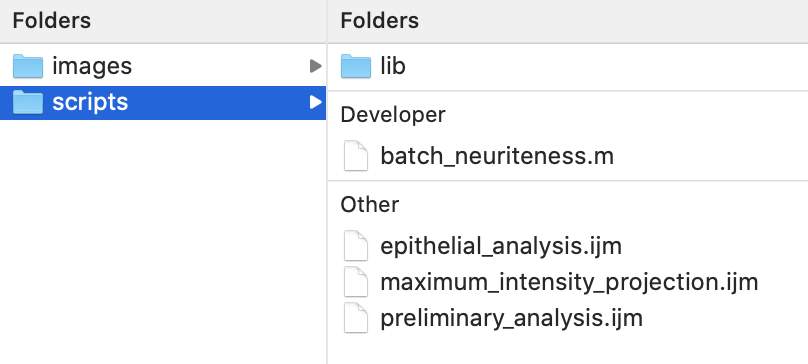 Folders
images
scripts
Folders
lib
Developer
batch_neuriteness.m
Other
epithelial_analysis.ijm
maximum_intensity_projection.ijm
preliminary_analysis.ijm